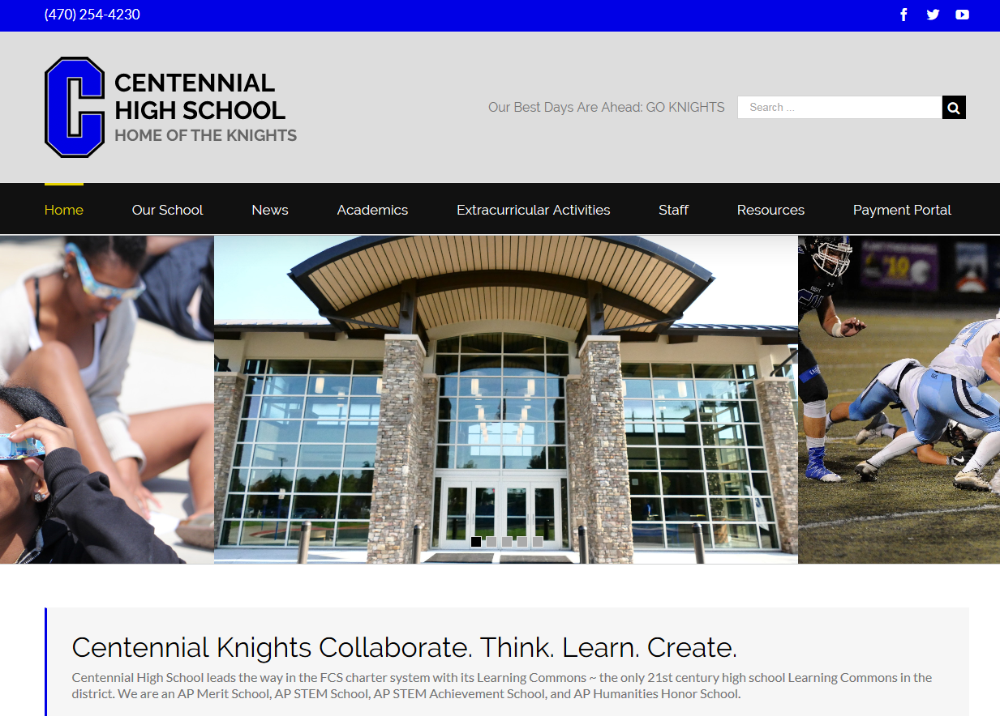 (470) 254-4230
C
CENTENNIAL
HIGH SCHOOL
HOME OF THE KNIGHTS
Our Best Days Are Ahead: GO KNIGHTS
Search ...
Home
Our School
News
Academics
Extracurricular Activities
Staff
Resources
Payment Portal
Centennial Knights Collaborate. Think. Learn. Create.
Centennial High School leads the way in the FCS charter system with its Learning Commons ~ the only 21st century high school Learning Commons in the
district. We are an AP Merit School, AP STEM School, AP STEM Achievement School, and AP Humanities Honor School.